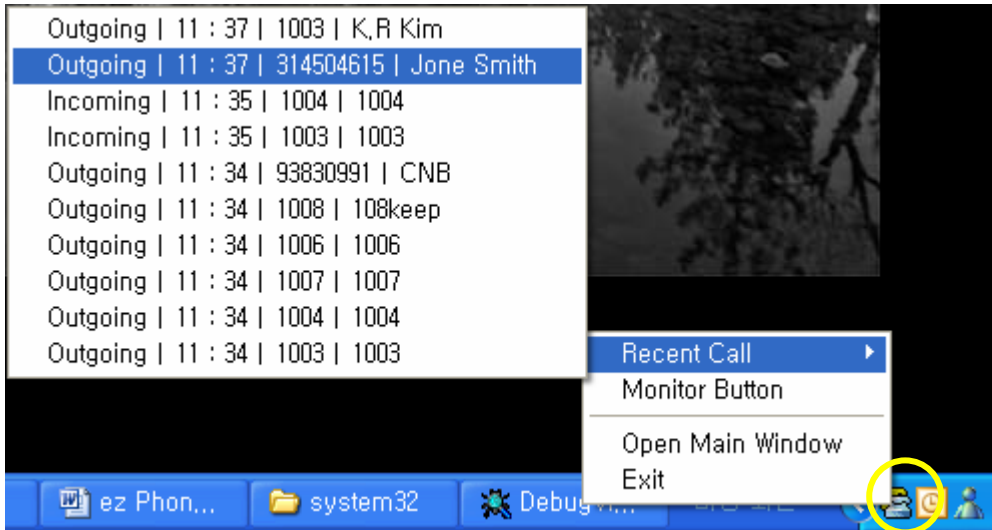 Outgoing | 11 : 37 | 1003 | K,R Kim
Outgoing | 11 : 37 | 314504615 | Jone Smith
Incoming | 11 : 35 | 1004 | 1004
Incoming | 11 : 35 | 1003 | 1003
Outgoing | 11 : 34 | 93830991 | CNB
Outgoing | 11 : 34 | 1008 | 108keep
Outgoing | 11 : 34 | 1006 | 1006
Outgoing | 11 : 34 | 1007 | 1007
Outgoing | 11 : 34 | 1004 | 1004
Outgoing | 11 : 34 | 1003 | 1003
Recent Call
Monitor Button
Open Main Window
Exit
ez Phon,,, system32